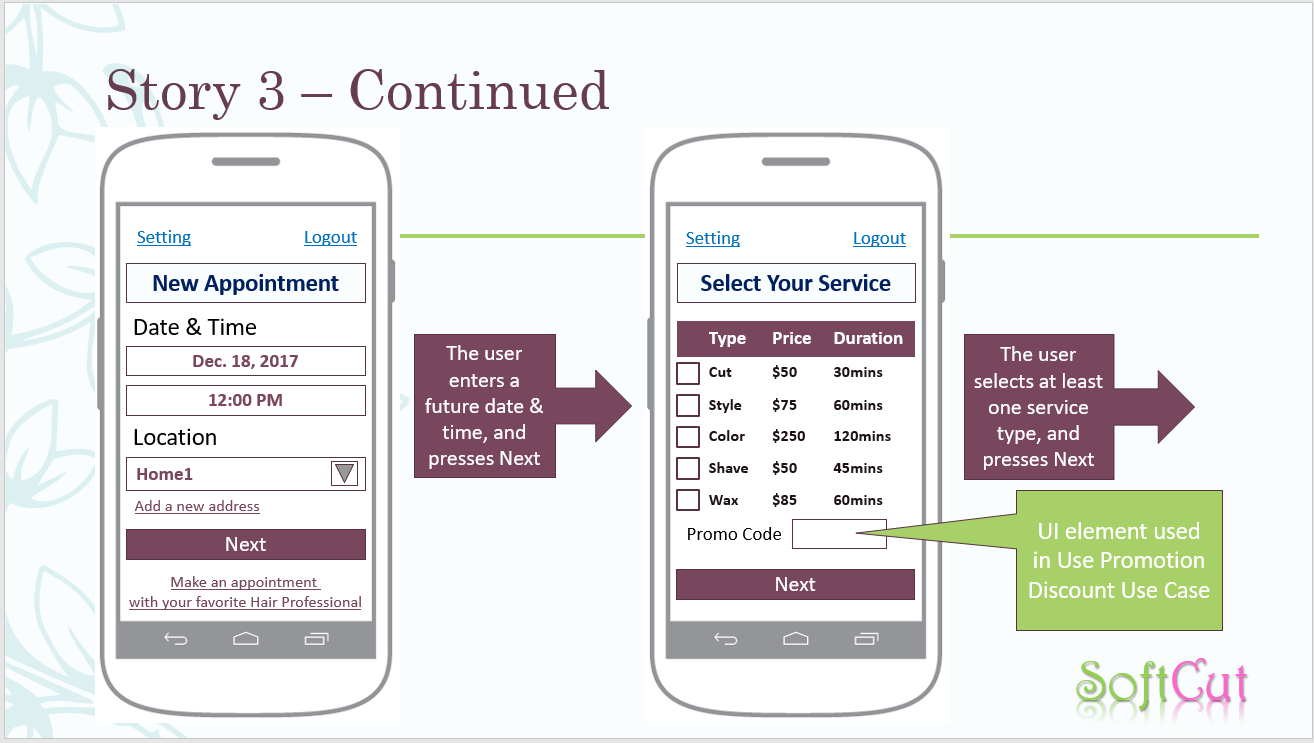 Story 3 – Continued
Setting Logout
New Appointment
Date & Time
Dec. 18, 2017
12:00 PM
Location
Home1
Add a new address
Next
Make an appointment
with your favorite Hair Professional
The user
enters a
future date &
time, and
presses Next
Setting Logout
Select Your Service
Type Price Duration
Cut $50 30mins
Style $75 60mins
Color $250 120mins
Shave $50 45mins
Wax $85 60mins
Promo Code
Next
The user
selects at least
one service
type, and
presses Next
UI element used
in Use Promotion
Discount Use Case
SoftCut